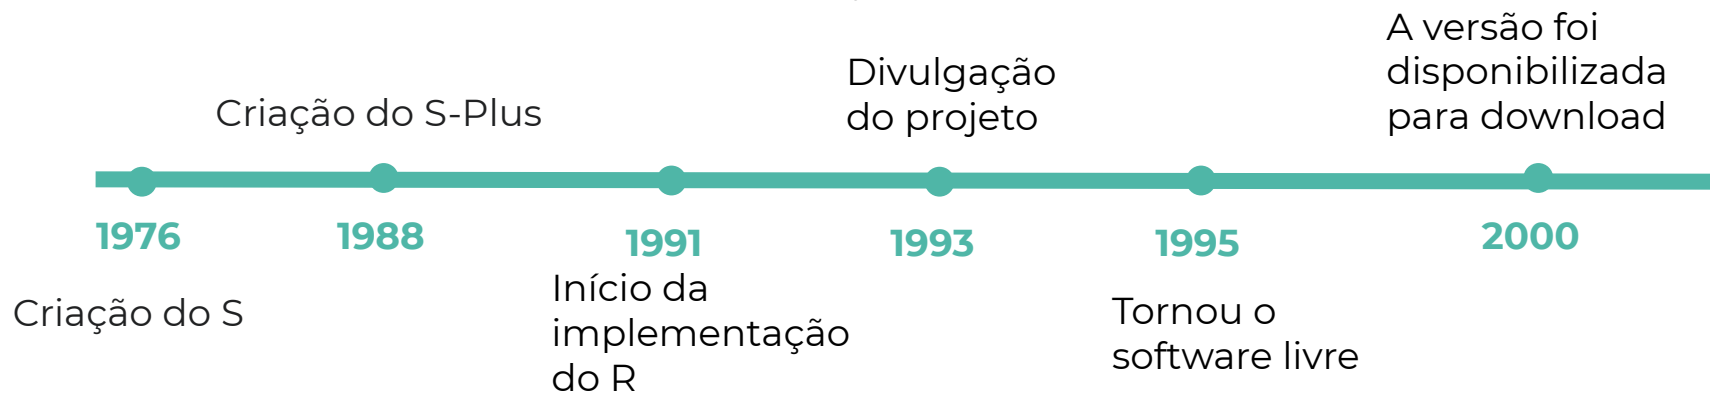 A versão foi
disponibilizada
para download
Divulgação
do projeto
Criação do S-Plus
1976
1988
1991
1993
1995
2000
Criação do S
Início da
implementação
do R
Tornou o
software livre